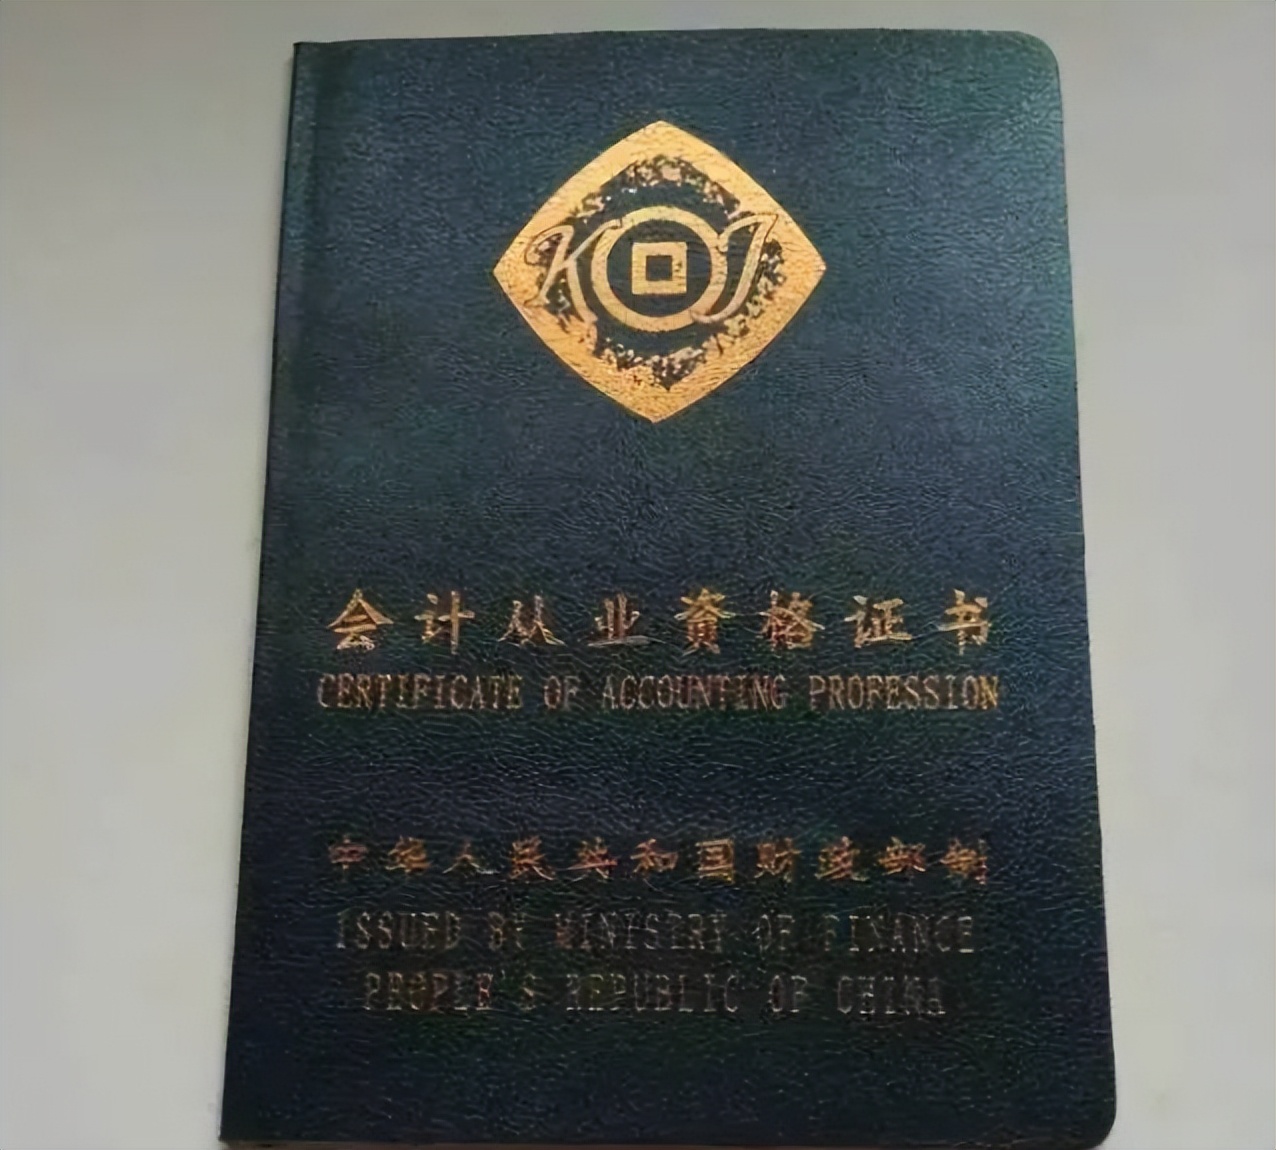 KJ
会计从业資格证书
CERTIFICATE OF ACCOUNTING PROFESSION
中华人民共和国财政部制
ISSUED BY MINISTRY OF FINANCE
PEOPLE'S REPUBLIC OF CHINA